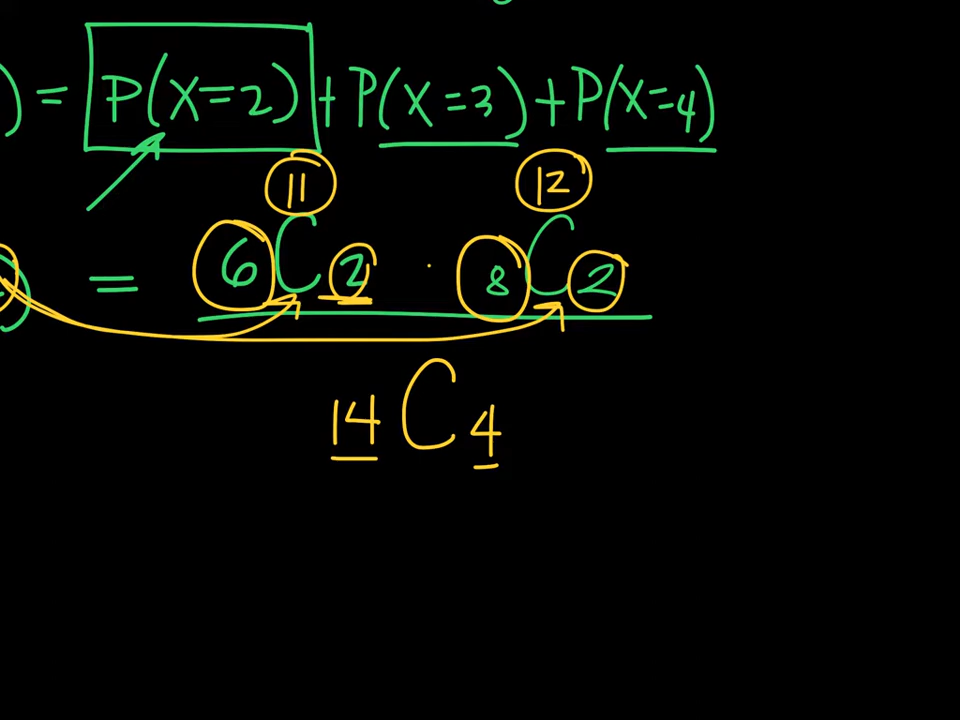 ) = P(X=2) + P(X=3) + P(X=4)
11 12
) = 6C2 · 8C2
14C4